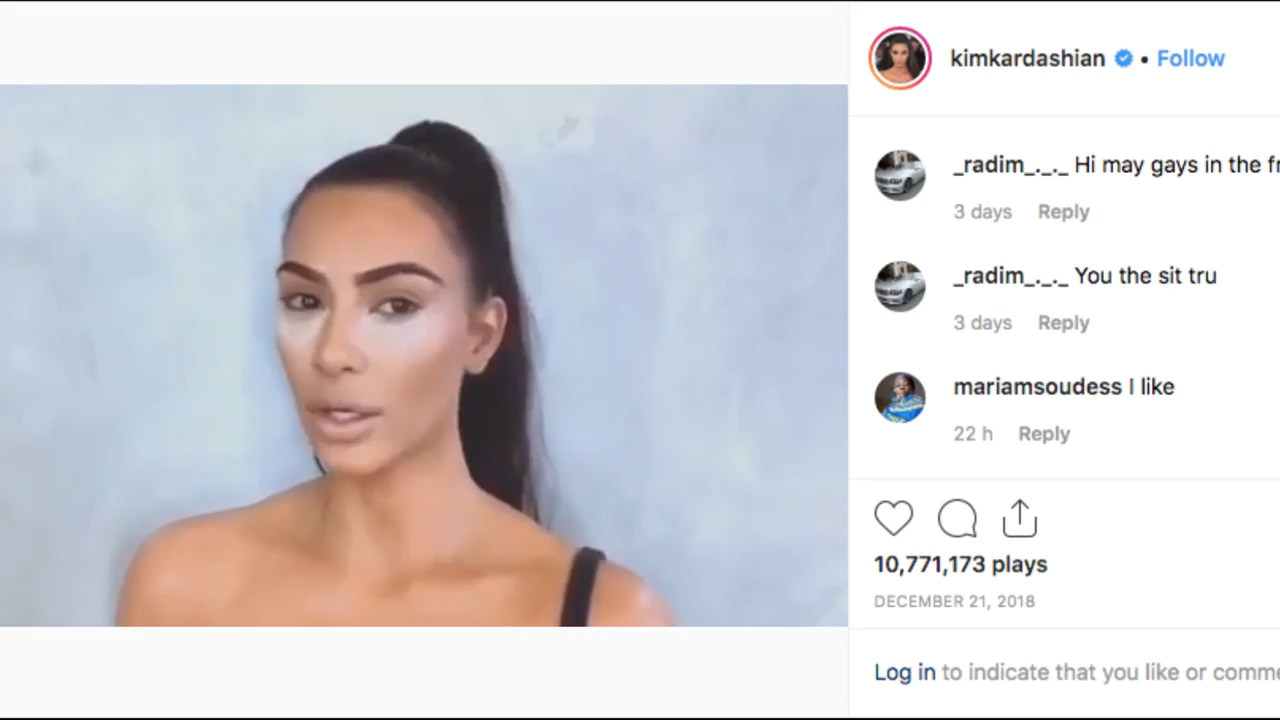 kimkardashian • Follow
_radim_._._ Hi may gays in the fr
3 days Reply
_radim_._._ You the sit tru
3 days Reply
mariamsoudess I like
22 h Reply
10,771,173 plays
DECEMBER 21, 2018
Log in to indicate that you like or comme